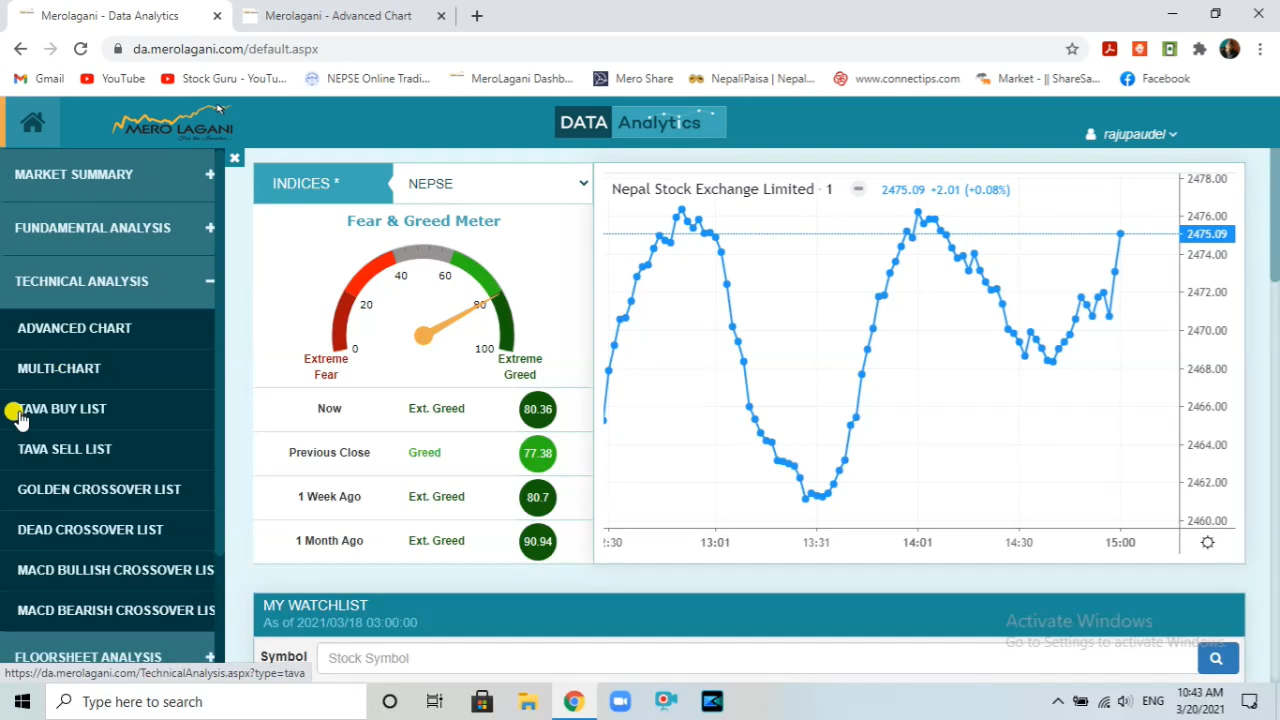 Merolagani - Data Analytics
Merolagani - Advanced Chart
da.merolagani.com/default.aspx
Gmail
YouTube
Stock Guru - YouTu...
NEPSE Online Tradi...
MeroLagani Dashb...
Mero Share
NepaliPaisa | Nepal...
www.connectips.com
Market - || ShareSa...
Facebook
MERO LAGANI
DATA Analytics
rajupaudel
MARKET SUMMARY
FUNDAMENTAL ANALYSIS
TECHNICAL ANALYSIS
ADVANCED CHART
MULTI-CHART
TAVA BUY LIST
TAVA SELL LIST
GOLDEN CROSSOVER LIST
DEAD CROSSOVER LIST
MACD BULLISH CROSSOVER LIS
MACD BEARISH CROSSOVER LIS
FLOORSHEET ANALYSIS
https://da.merolagani.com/TechnicalAnalysis.aspx?type=tava
INDICES *
NEPSE
Fear & Greed Meter
40 60
20 80
0 100
Extreme Fear
Extreme Greed
Now Ext. Greed 80.36
Previous Close Greed 77.38
1 Week Ago Ext. Greed 80.7
1 Month Ago Ext. Greed 90.94
Nepal Stock Exchange Limited · 1 2475.09 +2.01 (+0.08%)
2478.00
2476.00
2475.09
2474.00
2472.00
2470.00
2468.00
2466.00
2464.00
2462.00
2460.00
2:30 13:01 13:31 14:01 14:30 15:00
MY WATCHLIST
As of 2021/03/18 03:00:00
Symbol
Stock Symbol
Activate Windows
Go to Settings to activate Windows.
Type here to search
ENG
10:43 AM
3/20/2021